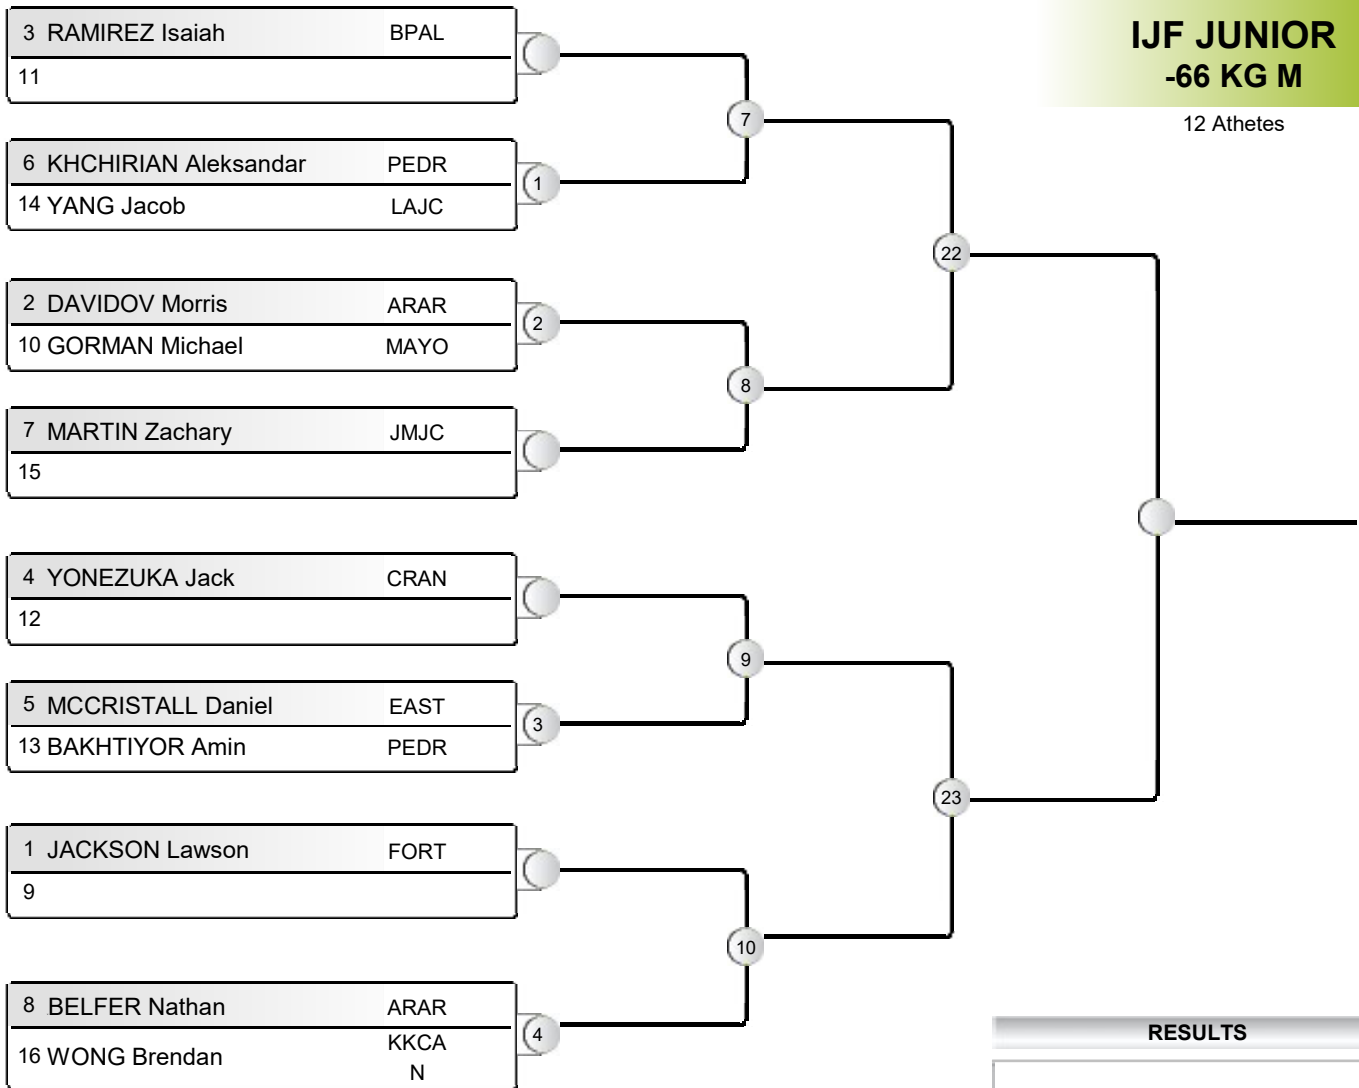 IJF JUNIOR
-66 KG M
12 Athetes
3 RAMIREZ Isaiah BPAL
11
6 KHCHIRIAN Aleksandar PEDR
14 YANG Jacob LAJC
2 DAVIDOV Morris ARAR
10 GORMAN Michael MAYO
7 MARTIN Zachary JMJC
15
4 YONEZUKA Jack CRAN
12
5 MCCRISTALL Daniel EAST
13 BAKHTIYOR Amin PEDR
1 JACKSON Lawson FORT
9
8 BELFER Nathan ARAR
16 WONG Brendan KKCA
N
1
2
3
4
7
8
9
10
22
23
RESULTS